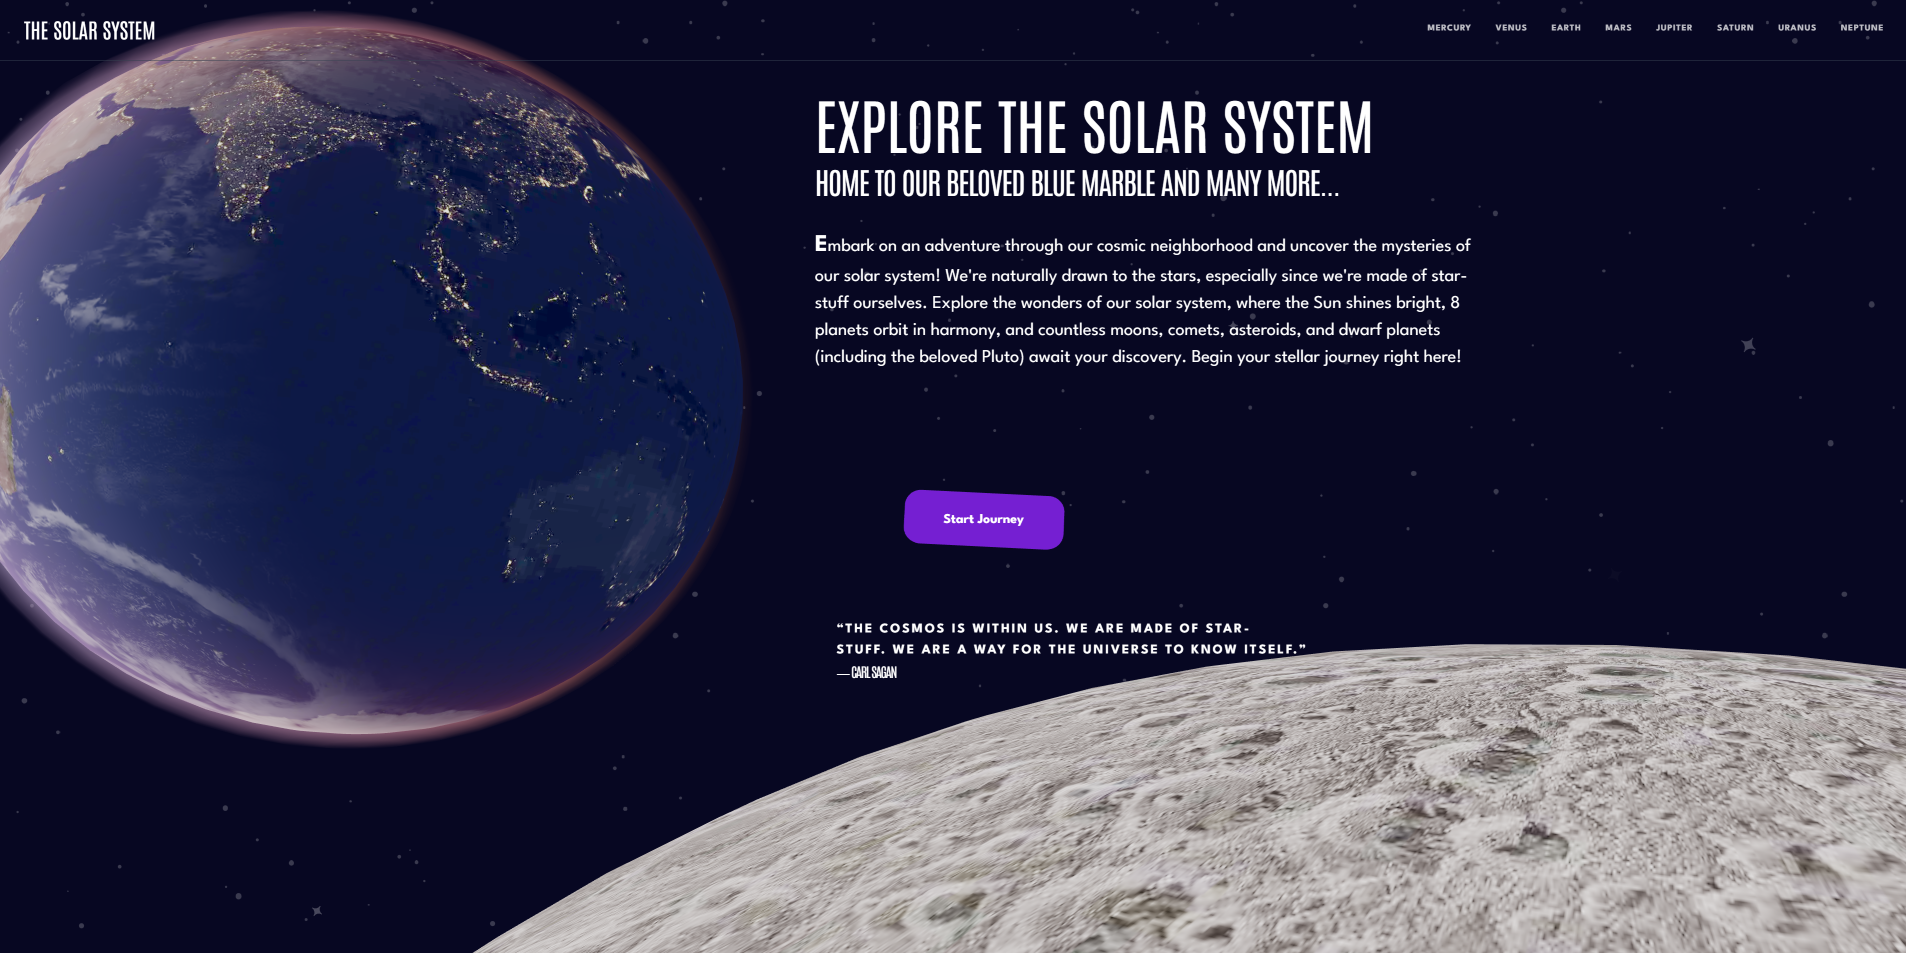 THE SOLAR SYSTEM
MERCURY VENUS EARTH MARS JUPITER SATURN URANUS NEPTUNE
EXPLORE THE SOLAR SYSTEM
HOME TO OUR BELOVED BLUE MARBLE AND MANY MORE...
Embark on an adventure through our cosmic neighborhood and uncover the mysteries of
our solar system! We're naturally drawn to the stars, especially since we're made of star-
stuff ourselves. Explore the wonders of our solar system, where the Sun shines bright, 8
planets orbit in harmony, and countless moons, comets, asteroids, and dwarf planets
(including the beloved Pluto) await your discovery. Begin your stellar journey right here!
Start Journey
“THE COSMOS IS WITHIN US. WE ARE MADE OF STAR-
STUFF. WE ARE A WAY FOR THE UNIVERSE TO KNOW ITSELF.”
— CARL SAGAN